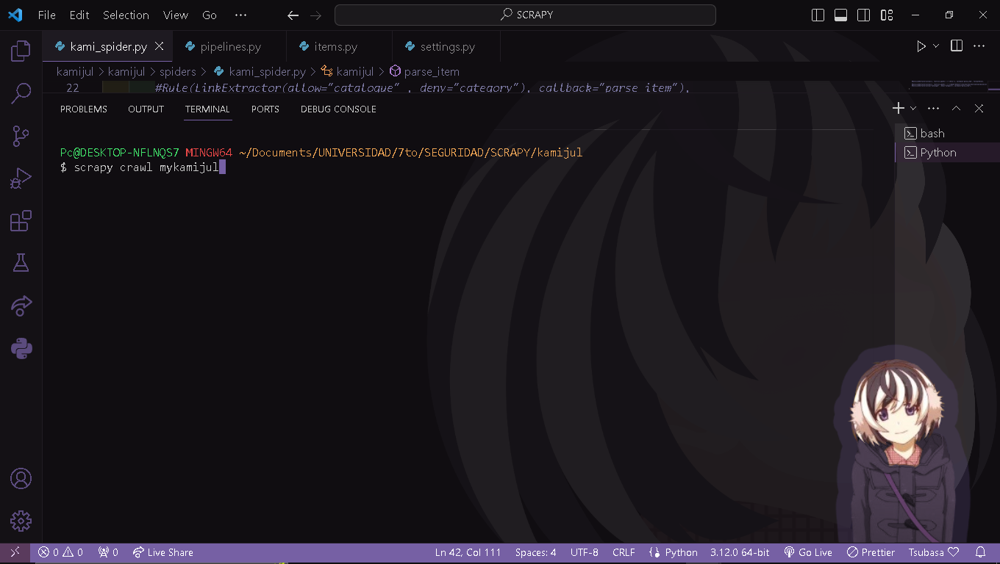 File Edit Selection View Go ··· SCRAPY
kami_spider.py pipelines.py items.py settings.py
kamijul > kamijul > spiders > kami_spider.py > kamijul > parse_item
22 #Rule(LinkExtractor(allow="catalogue" , deny="category"), callback="parse_item"),
PROBLEMS OUTPUT TERMINAL PORTS DEBUG CONSOLE
bash
Python
Pc@DESKTOP-NFLNQS7 MINGW64 ~/Documents/UNIVERSIDAD/7to/SEGURIDAD/SCRAPY/kamijul
$ scrapy crawl mykamijul
0 0 0 Live Share Ln 42, Col 111 Spaces: 4 UTF-8 CRLF Python 3.12.0 64-bit Go Live Prettier Tsubasa